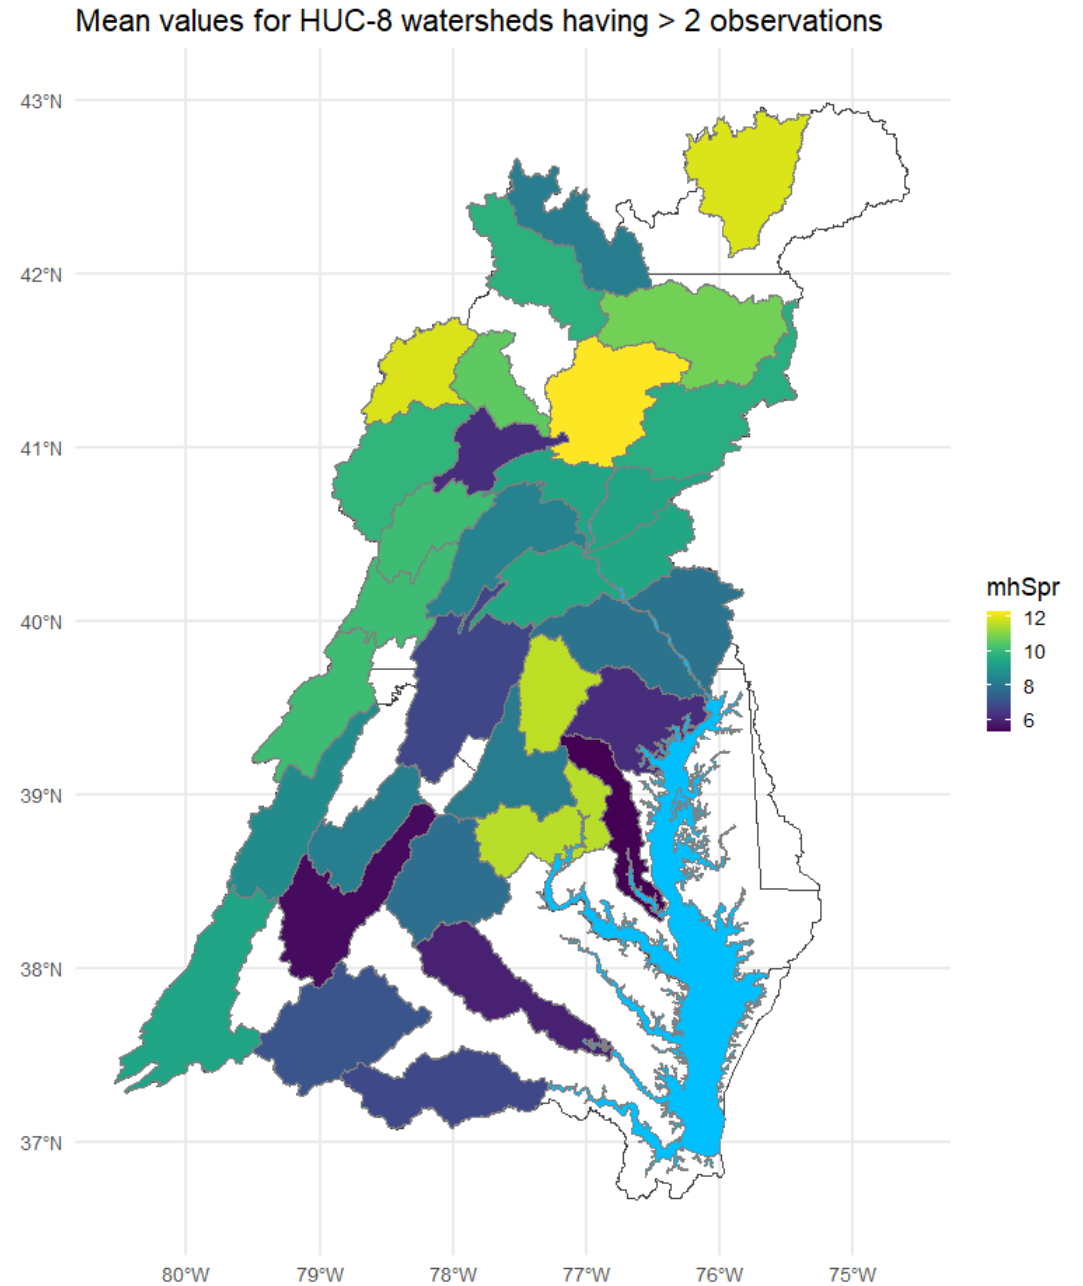 Mean values for HUC-8 watersheds having > 2 observations
43°N
42°N
41°N
40°N
39°N
38°N
37°N
mhSpr
12
10
8
6
80°W 79°W 78°W 77°W 76°W 75°W